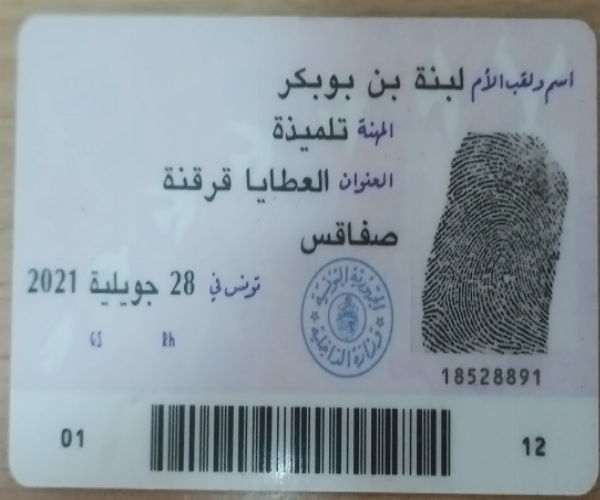 اسم ولقب الأم لبنة بن بوبكر
المهنة تلميذة
العنوان العطايا قرقنة
صفاقس
تونس في 28 جويلية 2021
GS Rh
الجمهورية التونسية
وزارة الداخلية
18528891
01 12